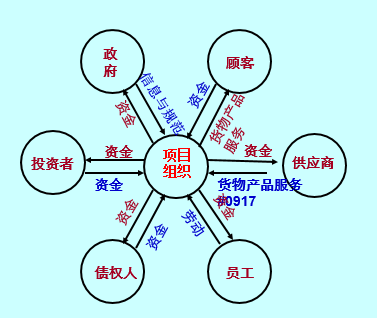 政
府
顾客
信息与规范
资金
资金
货物产品
服务
投资者
资金
资金
项目
组织
资金
供应商
货物产品服务
#0917
资金
资金
劳动
资金
债权人
员工